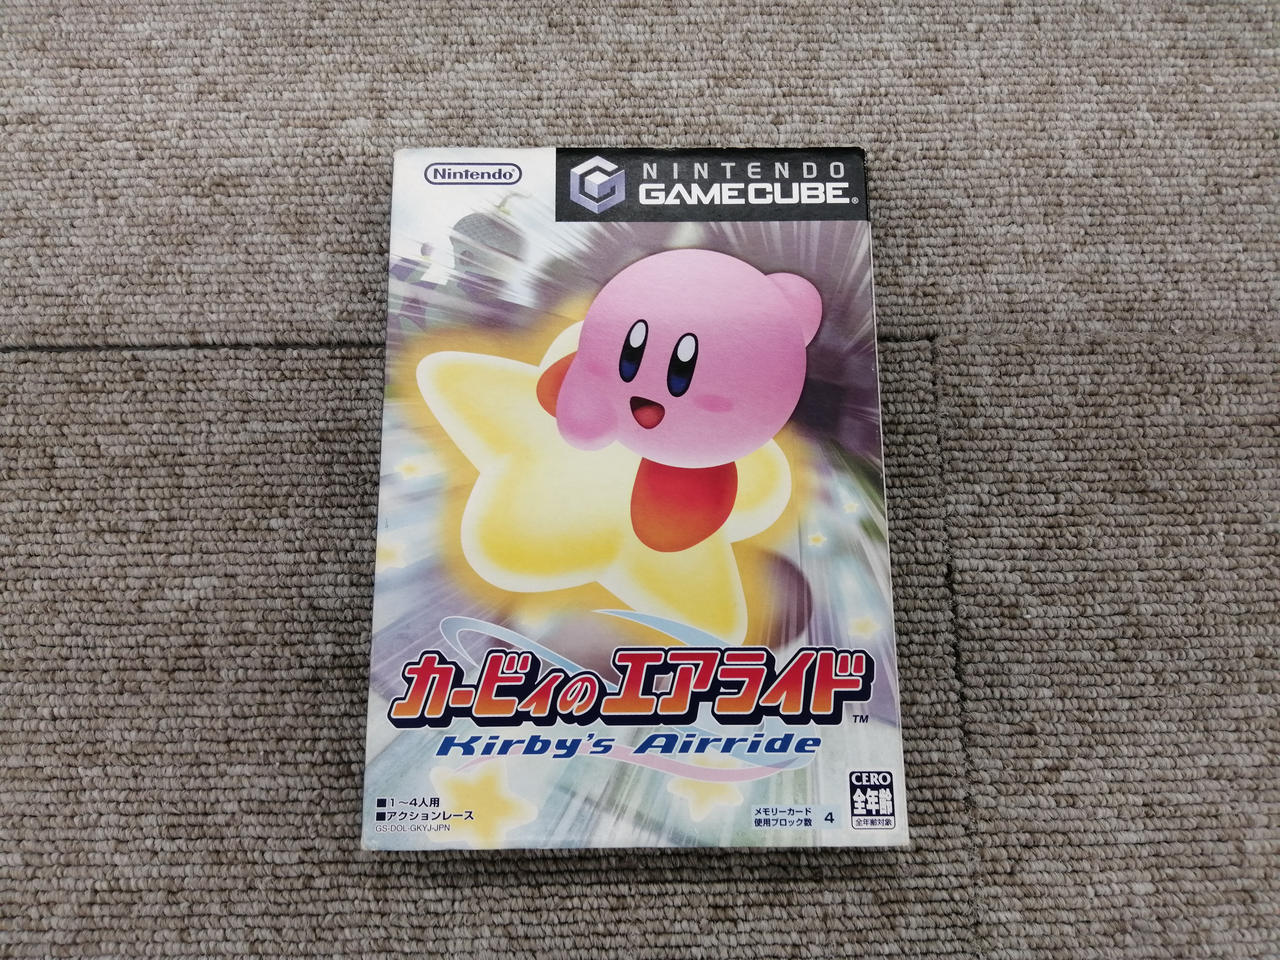 Nintendo
NINTENDO
GAMECUBE
カービィのエアライド
TM
Kirby's Airride
■1〜4人用
■アクションレース
GS-DOL-GKYJ-JPN
メモリーカード
使用ブロック数 4
CERO
全年齢
全年齢対象